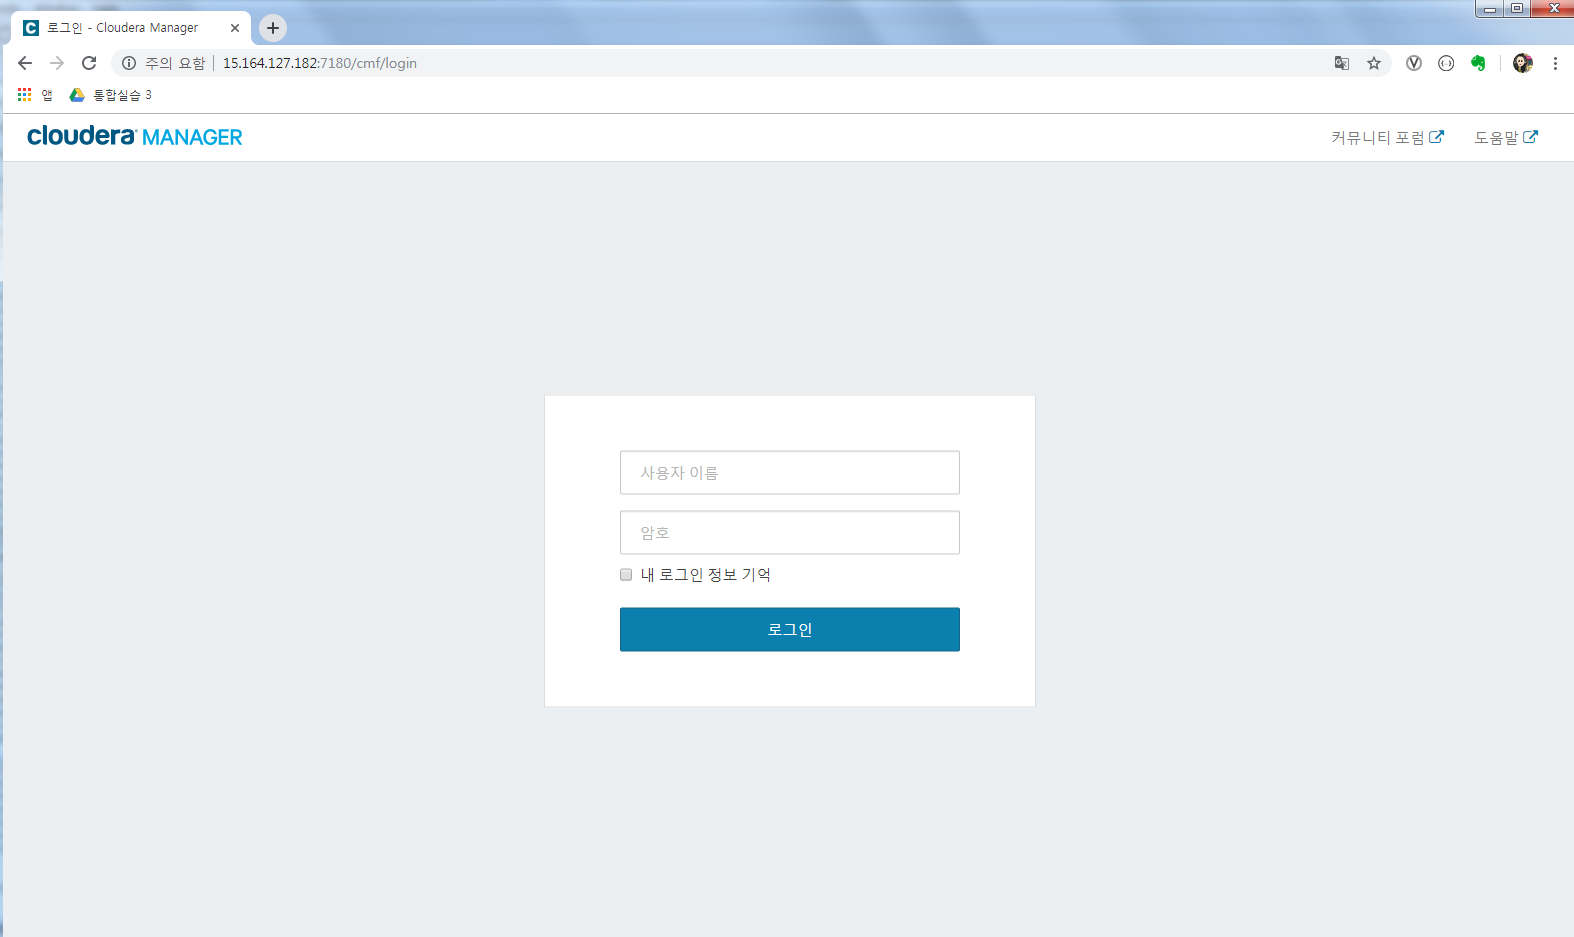 로그인 - Cloudera Manager
주의 요함 15.164.127.182:7180/cmf/login
앱 통합실습 3
cloudera MANAGER 커뮤니티 포럼 도움말
사용자 이름
암호
내 로그인 정보 기억
로그인